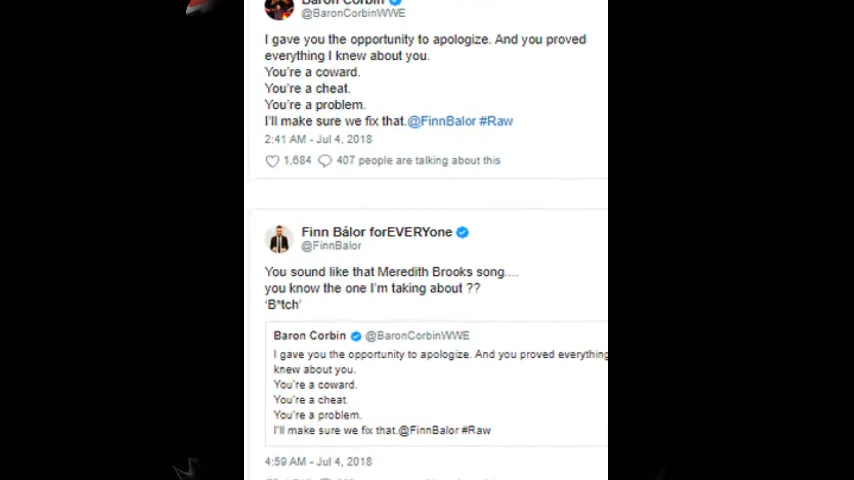 Baron Corbin
@BaronCorbinWWE
I gave you the opportunity to apologize. And you proved
everything I knew about you.
You're a coward.
You're a cheat.
You're a problem.
I'll make sure we fix that.@FinnBalor #Raw
2:41 AM - Jul 4, 2018
1,684 407 people are talking about this
Finn Bálor forEVERYone
@FinnBalor
You sound like that Meredith Brooks song....
you know the one I'm taking about ??
'B*tch'
Baron Corbin @BaronCorbinWWE
I gave you the opportunity to apologize. And you proved everything
knew about you.
You're a coward.
You're a cheat.
You're a problem.
I'll make sure we fix that.@FinnBalor #Raw
4:59 AM - Jul 4, 2018